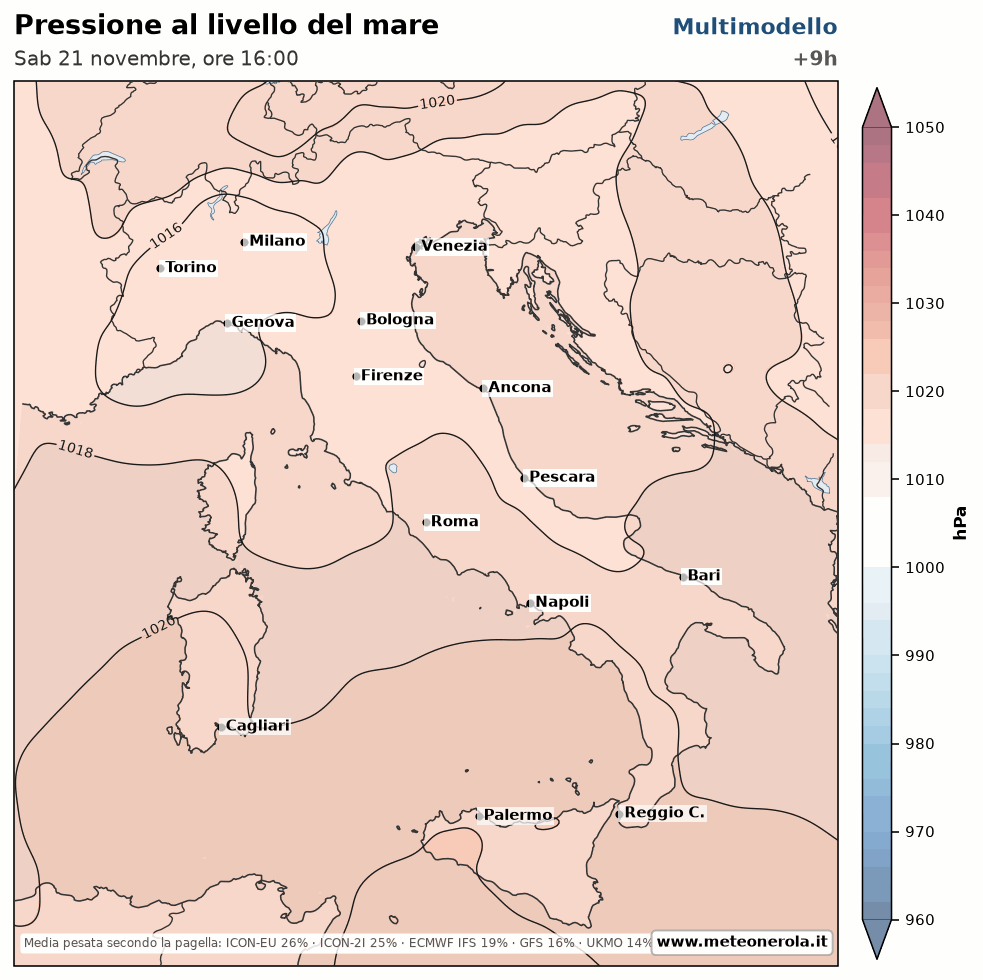 Pressione al livello del mare
Multimodello
Sab 21 novembre, ore 16:00
+9h
1020
1050
1016
Milano
Venezia
Torino
1040
Genova
Bologna
1030
Firenze
Ancona
1020
1018
Pescara
1010
Roma
hPa
1000
Bari
Napoli
1020
990
Cagliari
980
Palermo
Reggio C.
970
960
Media pesata secondo la pagella: ICON-EU 26% · ICON-2I 25% · ECMWF IFS 19% · GFS 16% · UKMO 14%
www.meteonerola.it